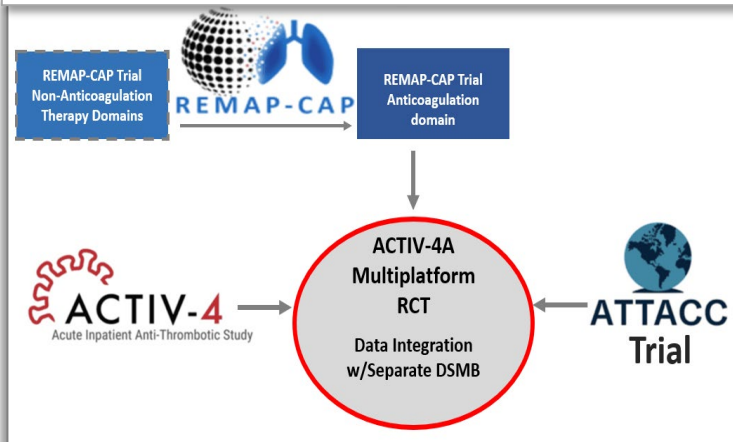 REMAP-CAP Trial
Non-Anticoagulation
Therapy Domains
REMAP-CAP
REMAP-CAP Trial
Anticoagulation
domain
ACTIV-4
Acute Inpatient Anti-Thrombotic Study
ACTIV-4A
Multiplatform
RCT
Data Integration
w/Separate DSMB
ATTACC
Trial